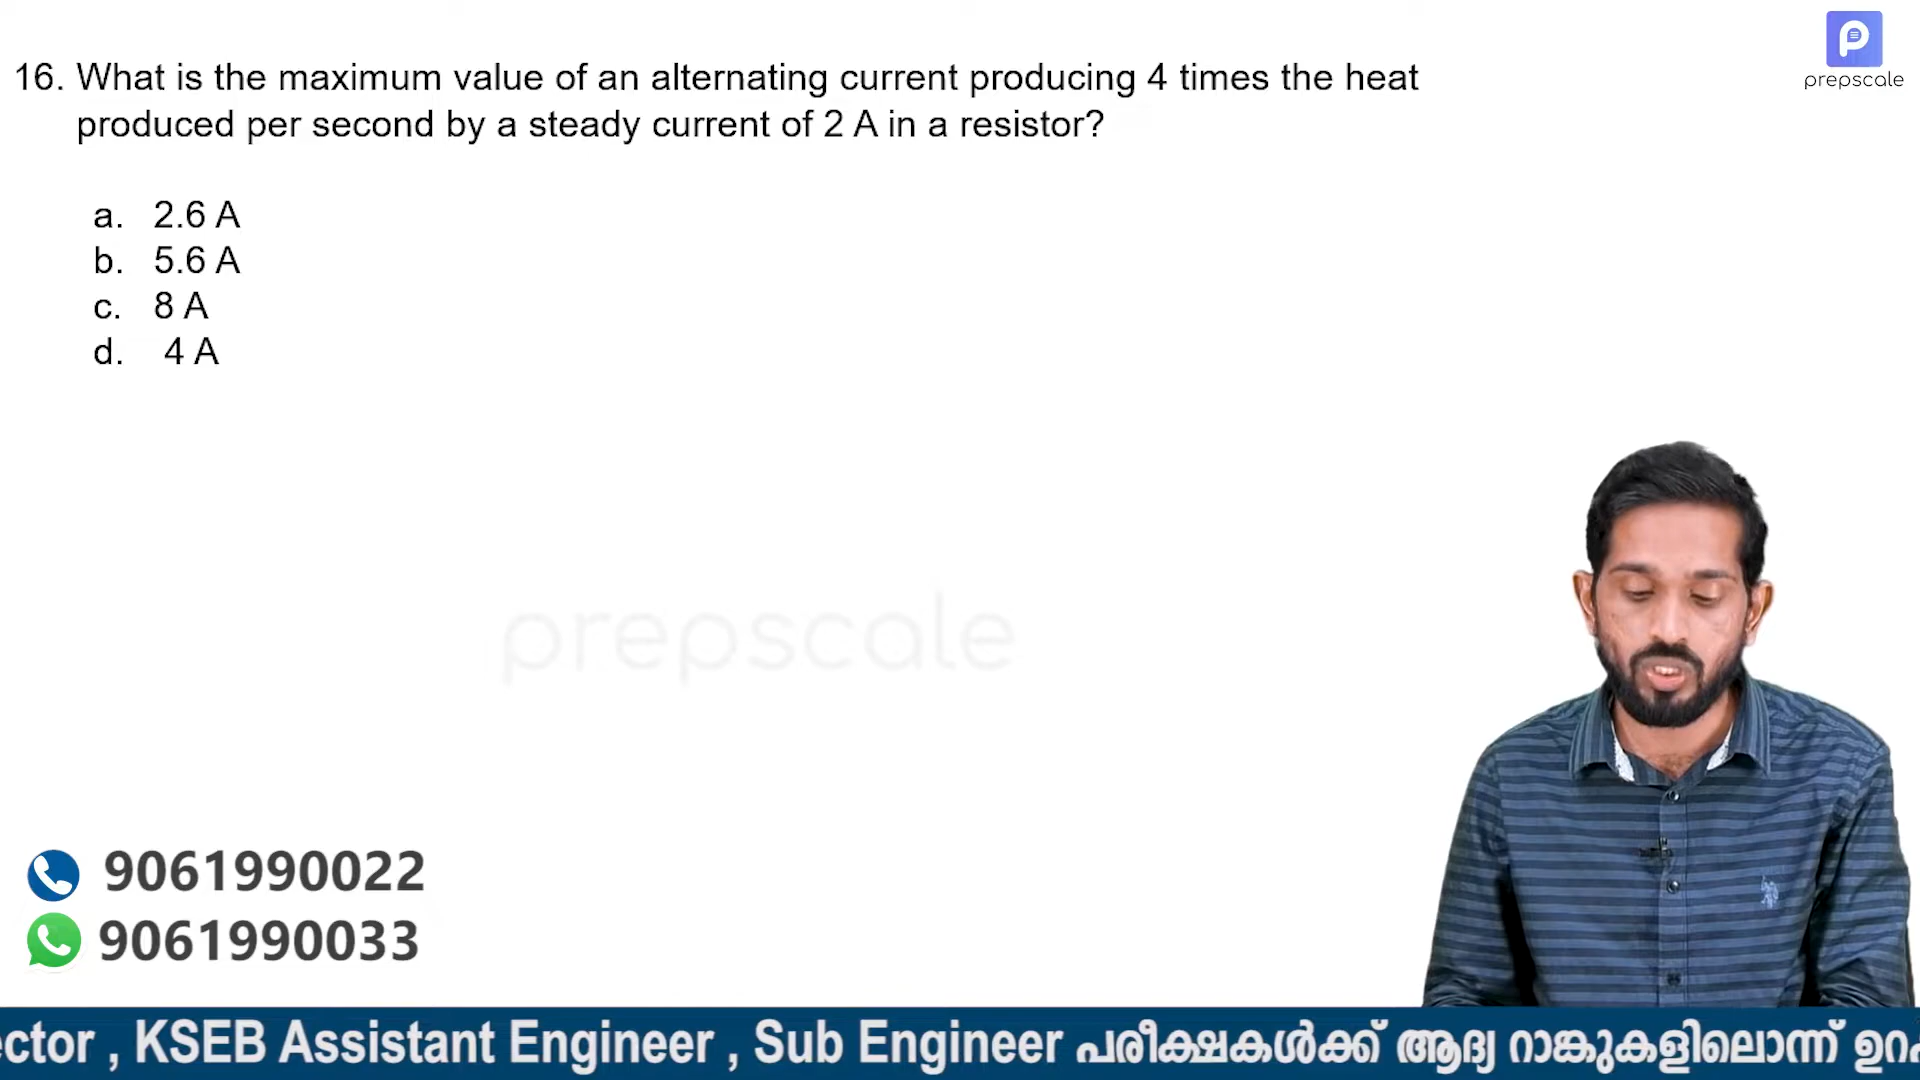 prepscale
16. What is the maximum value of an alternating current producing 4 times the heat
produced per second by a steady current of 2 A in a resistor?
a. 2.6 A
b. 5.6 A
c. 8 A
d. 4 A
prepscale
9061990022
9061990033
ctor , KSEB Assistant Engineer , Sub Engineer പരീക്ഷകൾക്ക് ആദ്യ റാങ്കുകളിലൊന്ന്